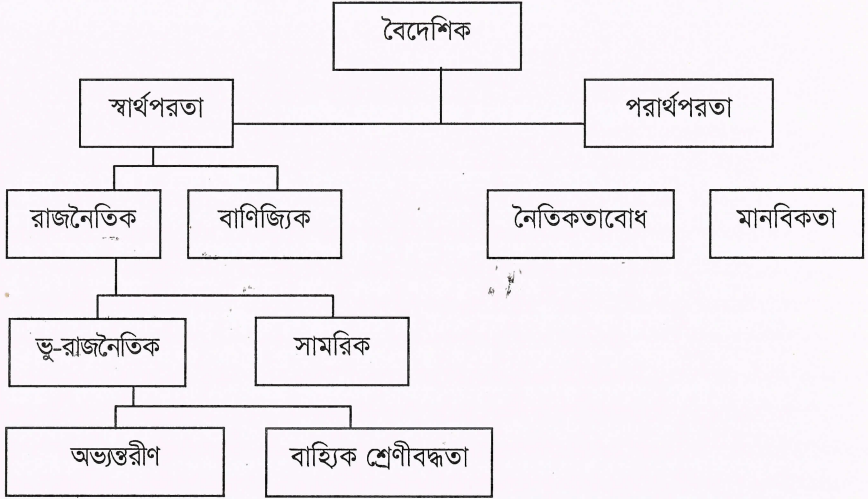 বৈদেশিক
স্বার্থপরতা
পরার্থপরতা
রাজনৈতিক
বাণিজ্যিক
নৈতিকতাবোধ
মানবিকতা
ভু-রাজনৈতিক
সামরিক
অভ্যন্তরীণ
বাহ্যিক শ্রেণীবদ্ধতা